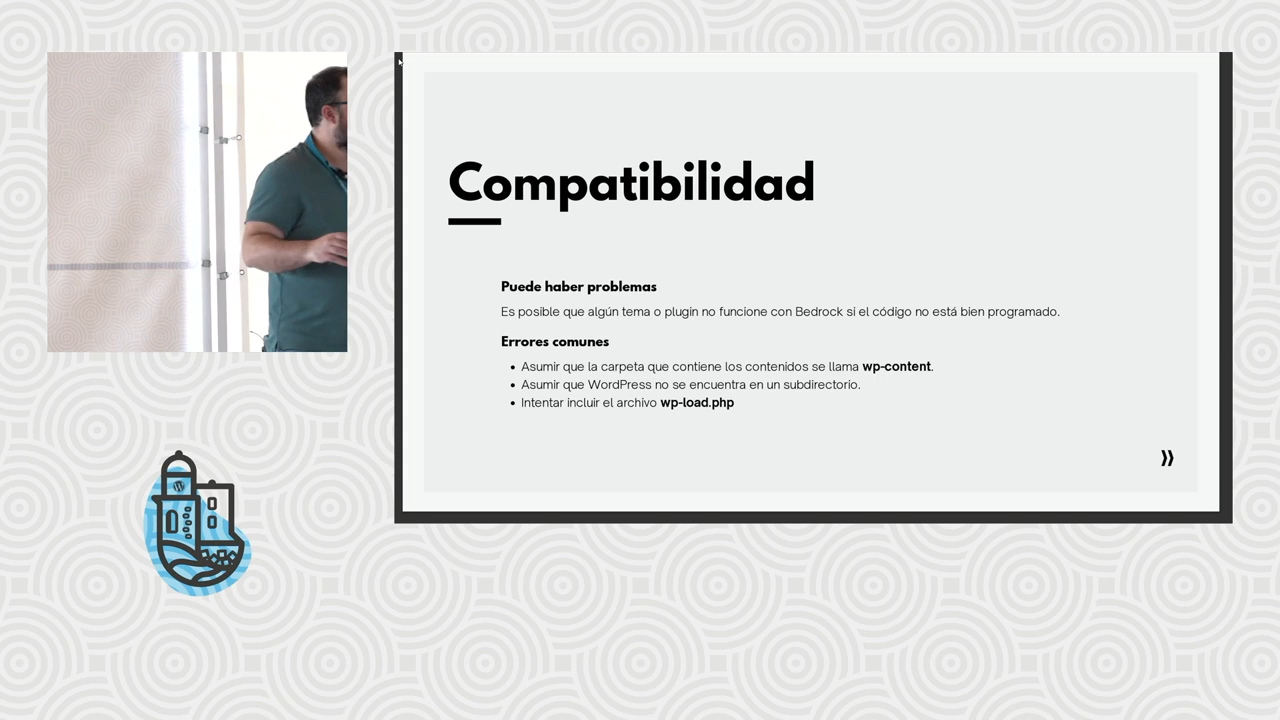 Compatibilidad
Puede haber problemas
Es posible que algún tema o plugin no funcione con Bedrock si el código no está bien programado.
Errores comunes
• Asumir que la carpeta que contiene los contenidos se llama wp-content.
• Asumir que WordPress no se encuentra en un subdirectorio.
• Intentar incluir el archivo wp-load.php